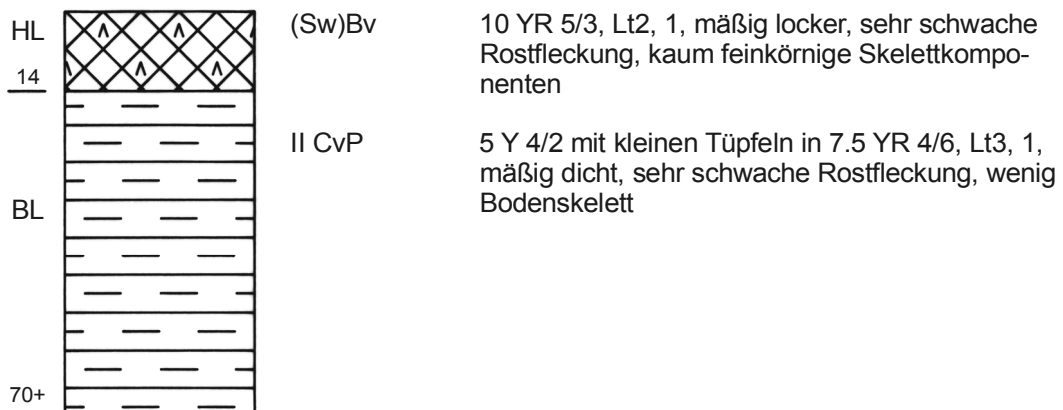 HL
(Sw)Bv
10 YR 5/3, Lt2, 1, mäßig locker, sehr schwache
Rostfleckung, kaum feinkörnige Skelettkompo-
nenten
14
II CvP
5 Y 4/2 mit kleinen Tüpfeln in 7.5 YR 4/6, Lt3, 1,
mäßig dicht, sehr schwache Rostfleckung, wenig
Bodenskelett
BL
70+